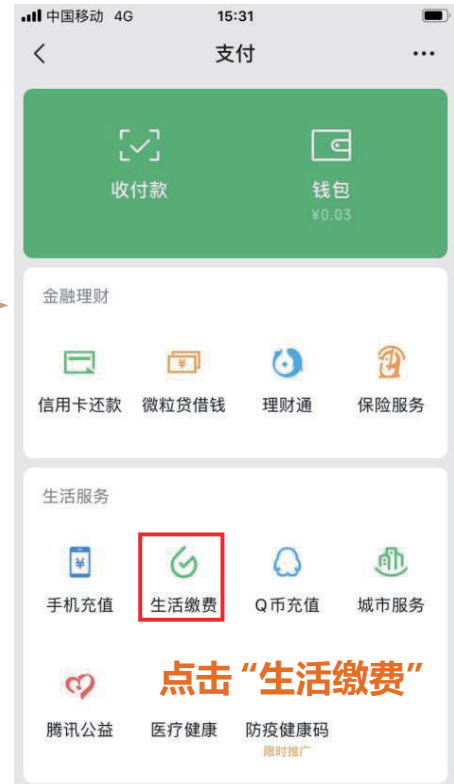 中国移动 4G 15:31
支付
收付款 钱包
¥0.03
金融理财
信用卡还款 微粒贷借钱 理财通 保险服务
生活服务
手机充值 生活缴费 Q币充值 城市服务
点击“生活缴费”
腾讯公益 医疗健康 防疫健康码
限时推广